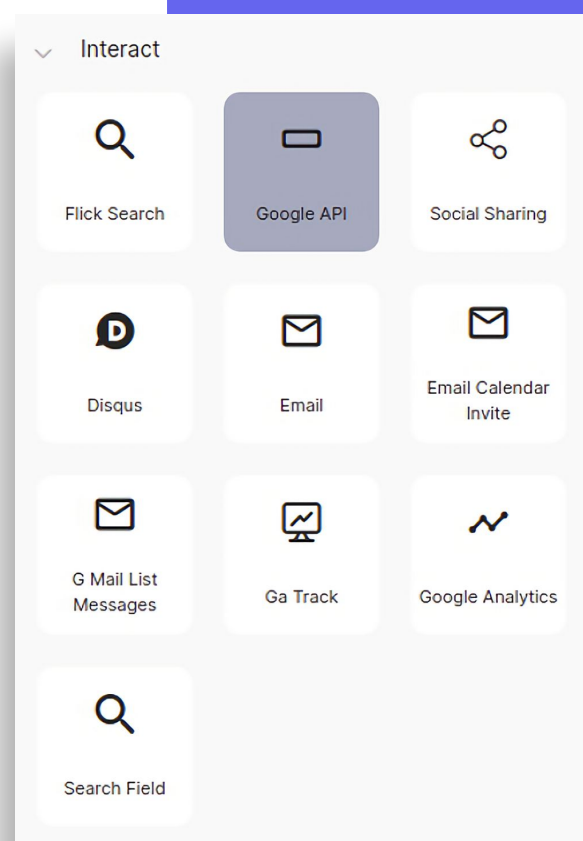 Interact
Flick Search
Google API
Social Sharing
D
Disqus
Email
Email Calendar
Invite
G Mail List
Messages
Ga Track
Google Analytics
Search Field